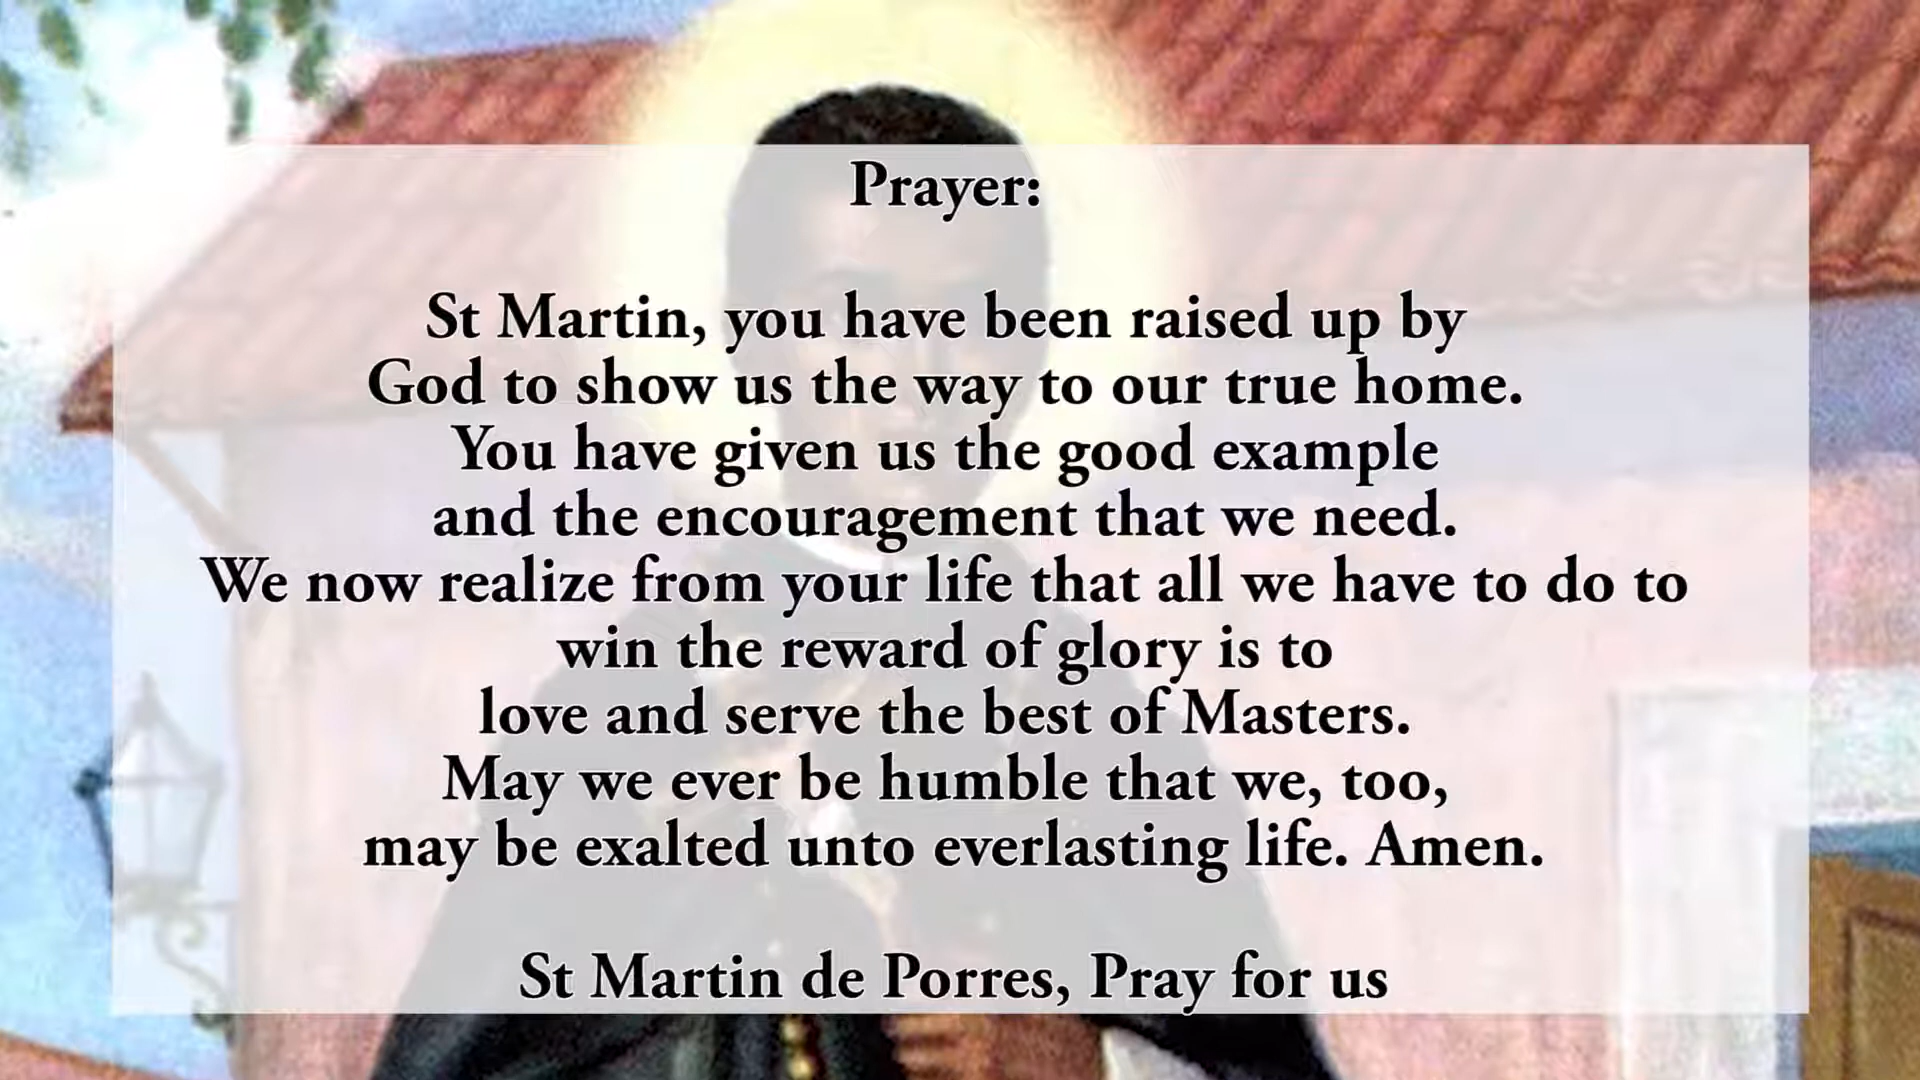 Prayer:
St Martin, you have been raised up by
God to show us the way to our true home.
You have given us the good example
and the encouragement that we need.
We now realize from your life that all we have to do to
win the reward of glory is to
love and serve the best of Masters.
May we ever be humble that we, too,
may be exalted unto everlasting life. Amen.
St Martin de Porres, Pray for us